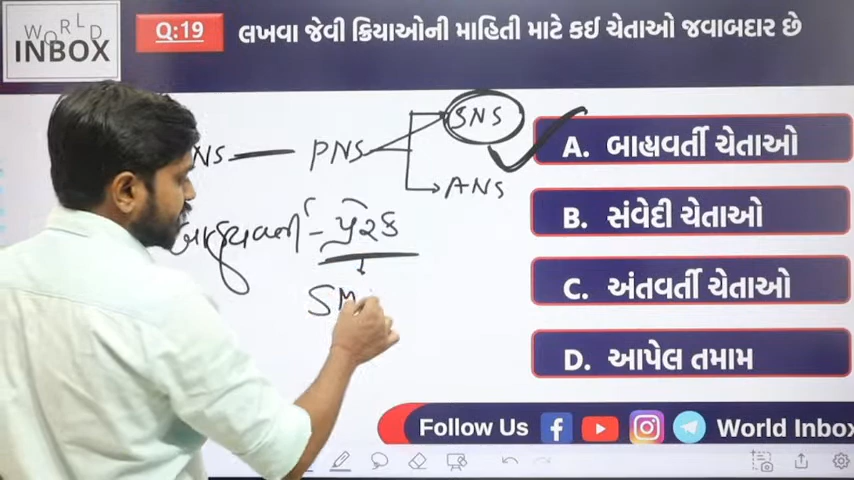 WORLD
INBOX
Q:19 લખવા જેવી ક્રિયાઓની માહિતી માટે કઈ ચેતાઓ જવાબદાર છે
SNS
NS — PNS
ANS
- પ્રેરક
SM
A. બાહ્યવર્તી ચેતાઓ
B. સંવેદી ચેતાઓ
C. અંતવર્તી ચેતાઓ
D. આપેલ તમામ
Follow Us World Inbox